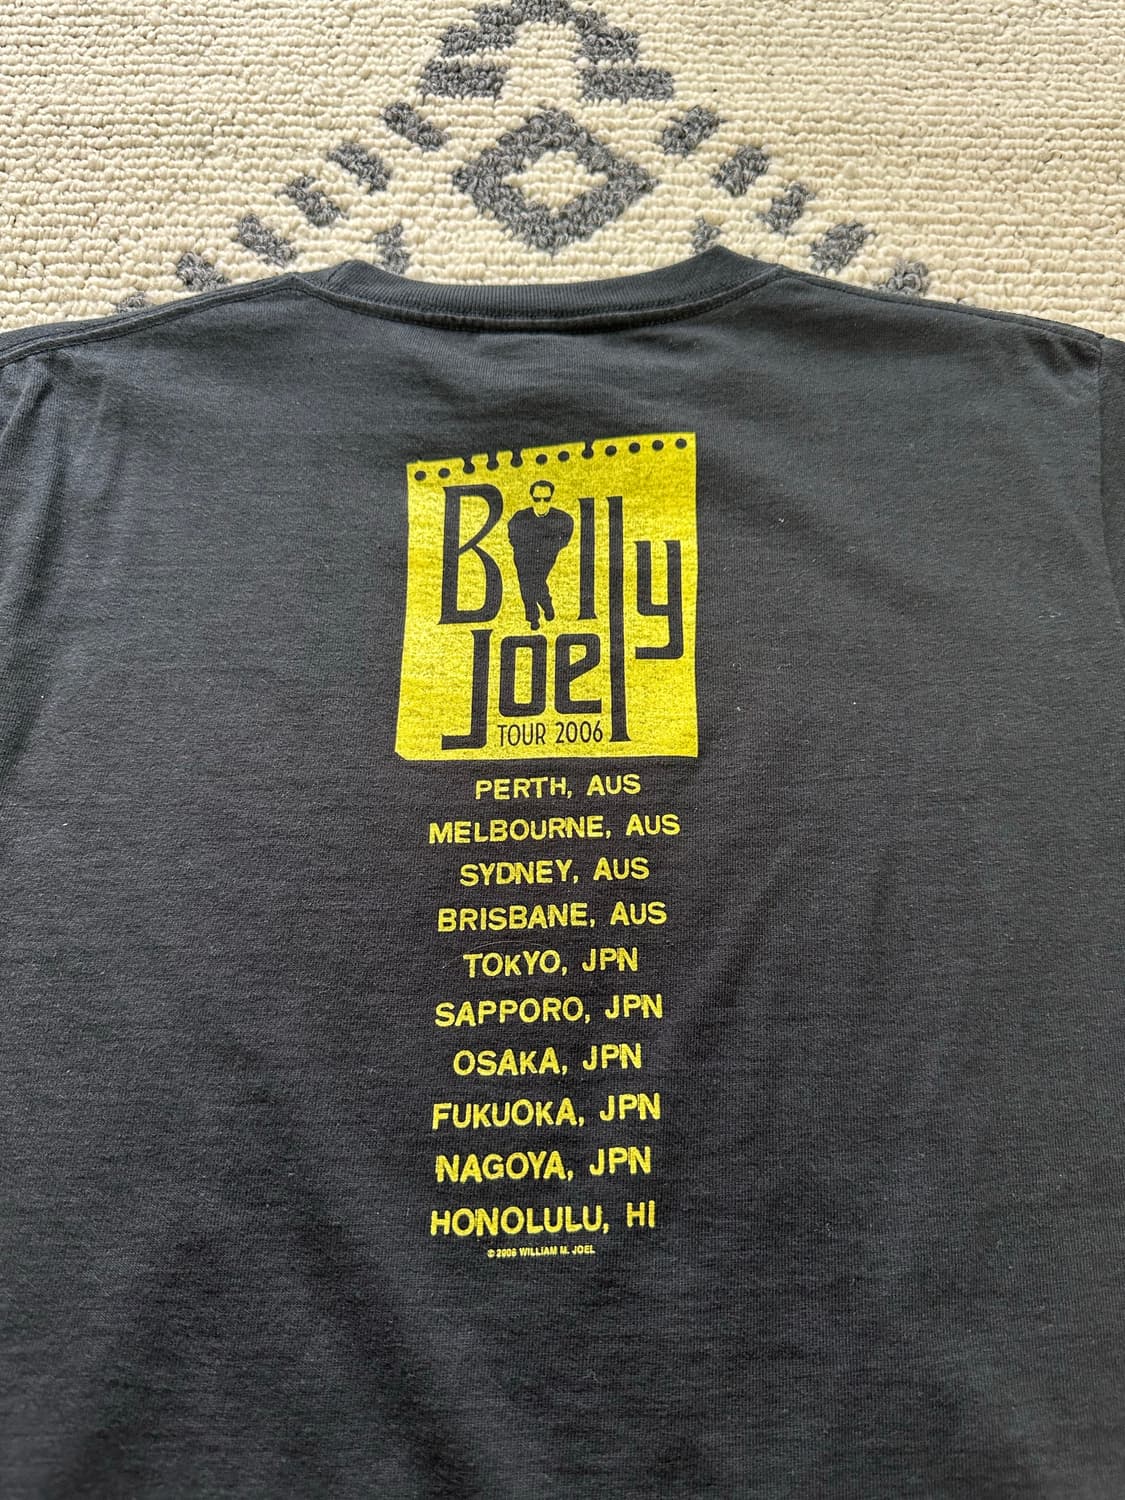 Billy
Joel
TOUR 2006
PERTH, AUS
MELBOURNE, AUS
SYDNEY, AUS
BRISBANE, AUS
TOKYO, JPN
SAPPORO, JPN
OSAKA, JPN
FUKUOKA, JPN
NAGOYA, JPN
HONOLULU, HI
© 2006 WILLIAM M. JOEL